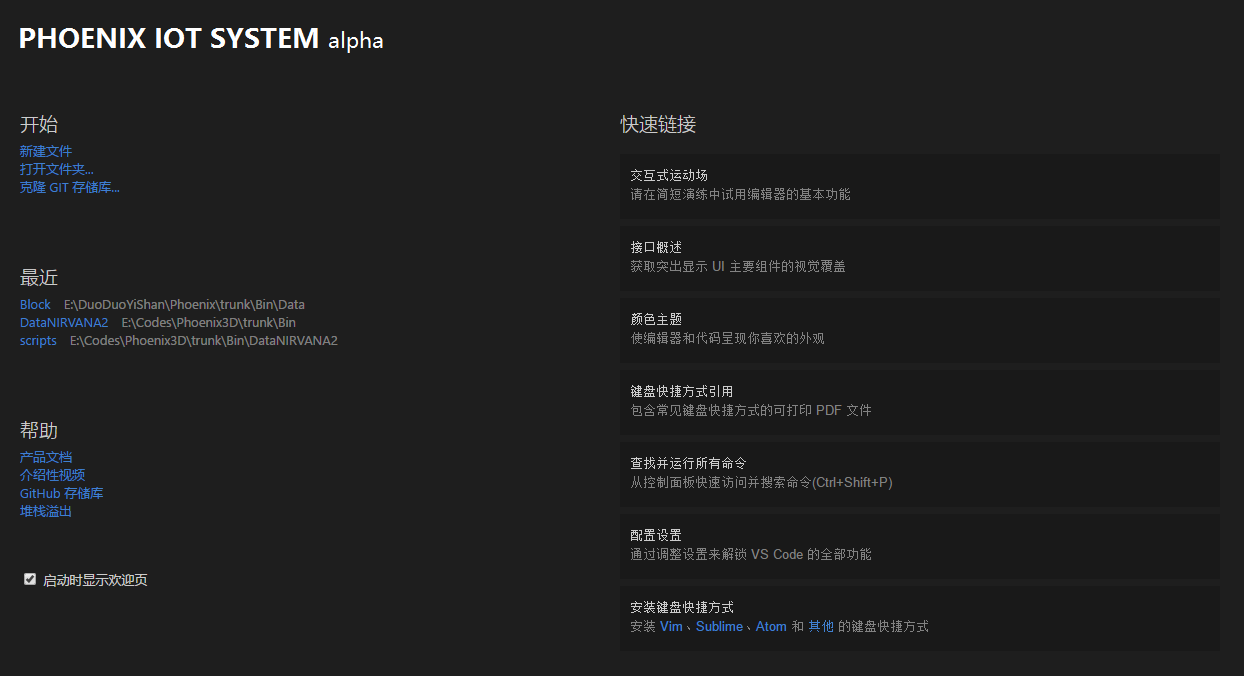 PHOENIX IOT SYSTEM alpha
开始
新建文件
打开文件夹...
克隆 GIT 存储库...
最近
Block E:\DuoDuoYiShan\Phoenix\trunk\Bin\Data
DataNIRVANA2 E:\Codes\Phoenix3D\trunk\Bin
scripts E:\Codes\Phoenix3D\trunk\Bin\DataNIRVANA2
帮助
产品文档
介绍性视频
GitHub 存储库
堆栈溢出
启动时显示欢迎页
快速链接
交互式运动场
请在简短演练中试用编辑器的基本功能
接口概述
获取突出显示 UI 主要组件的视觉覆盖
颜色主题
使编辑器和代码呈现你喜欢的外观
键盘快捷方式引用
包含常见键盘快捷方式的可打印 PDF 文件
查找并运行所有命令
从控制面板快速访问并搜索命令(Ctrl+Shift+P)
配置设置
通过调整设置来解锁 VS Code 的全部功能
安装键盘快捷方式
安装 Vim、Sublime、Atom 和 其他 的键盘快捷方式